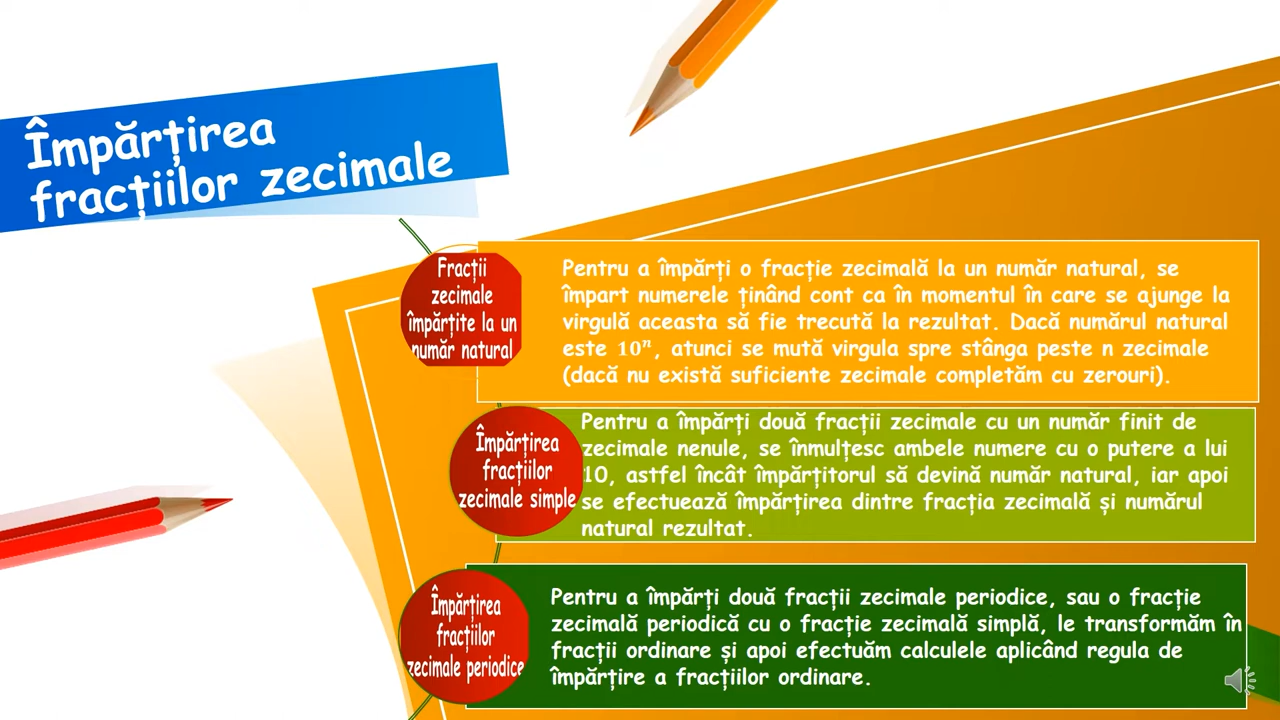 Împărțirea
fracțiilor zecimale
Fracții
zecimale
împărțite la un
număr natural
Pentru a împărți o fracție zecimală la un număr natural, se
împart numerele ținând cont ca în momentul în care se ajunge la
virgulă aceasta să fie trecută la rezultat. Dacă numărul natural
este 10ⁿ, atunci se mută virgula spre stânga peste n zecimale
(dacă nu există suficiente zecimale completăm cu zerouri).
Împărțirea
fracțiilor
zecimale simple
Pentru a împărți două fracții zecimale cu un număr finit de
zecimale nenule, se înmulțesc ambele numere cu o putere a lui
10, astfel încât împărțitorul să devină număr natural, iar apoi
se efectuează împărțirea dintre fracția zecimală și numărul
natural rezultat.
Împărțirea
fracțiilor
zecimale periodice
Pentru a împărți două fracții zecimale periodice, sau o fracție
zecimală periodică cu o fracție zecimală simplă, le transformăm în
fracții ordinare și apoi efectuăm calculele aplicând regula de
împărțire a fracțiilor ordinare.